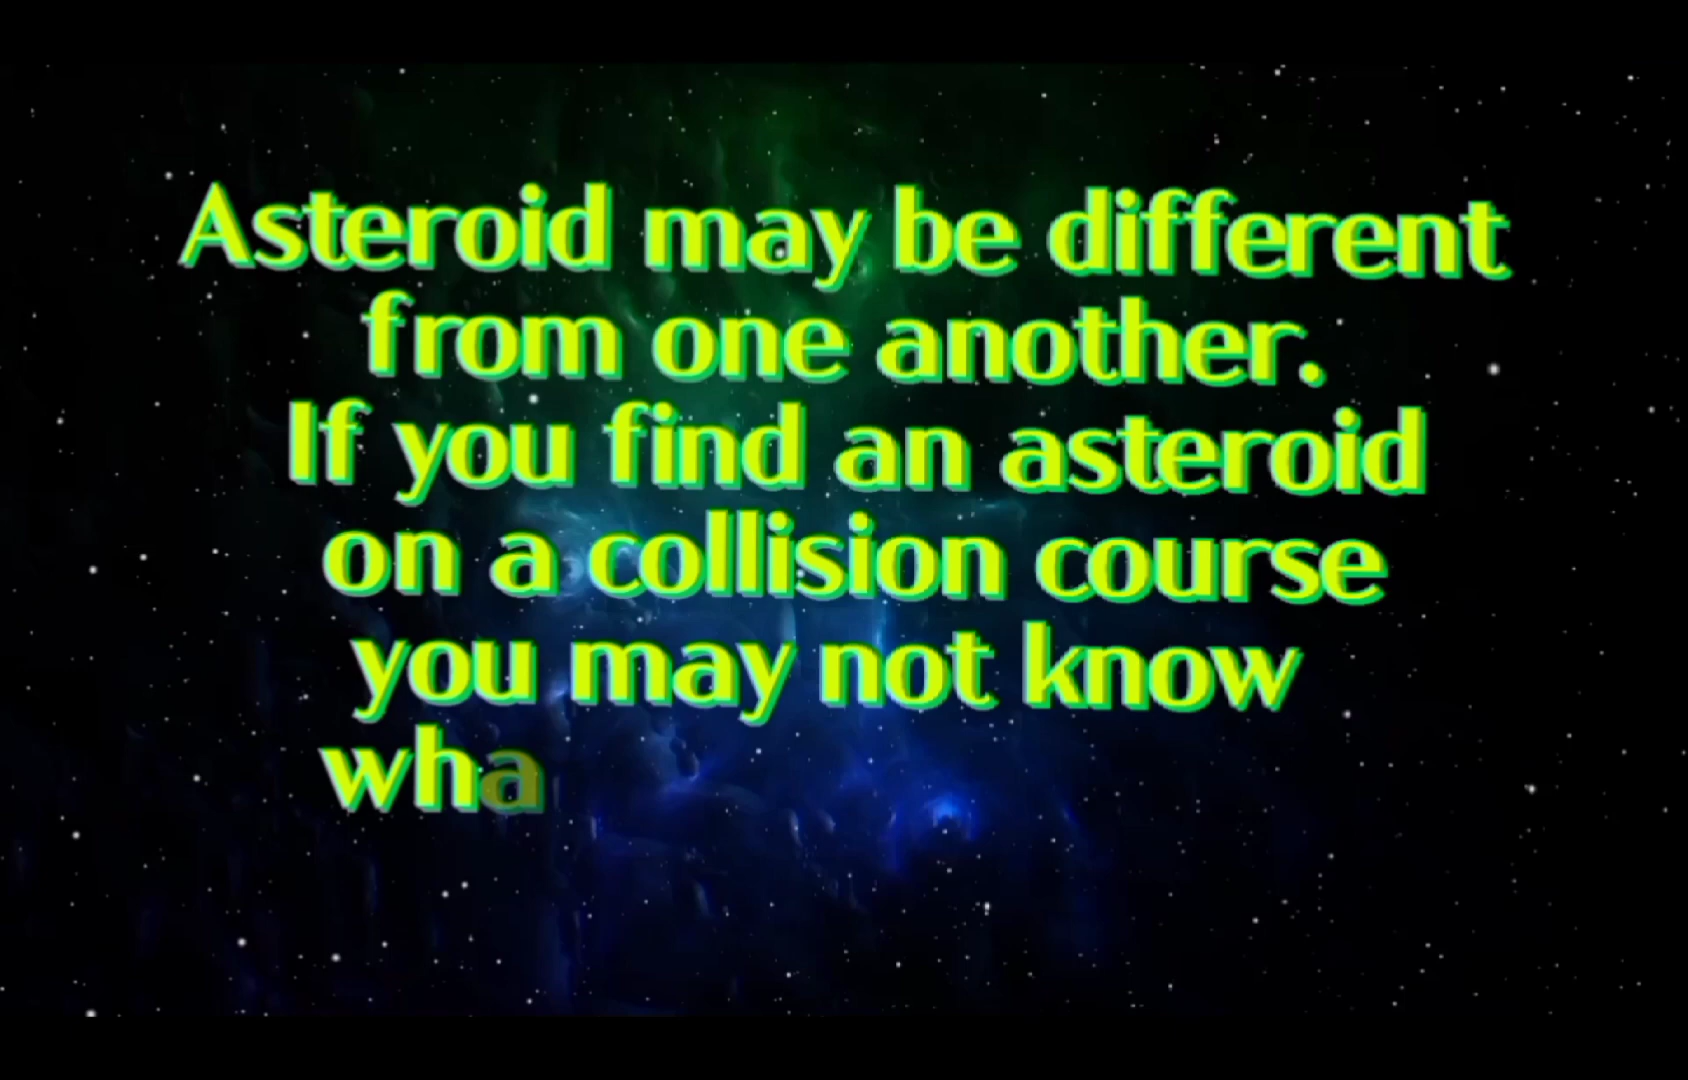 Asteroid may be different
from one another.
If you find an asteroid
on a collision course
you may not know
wha